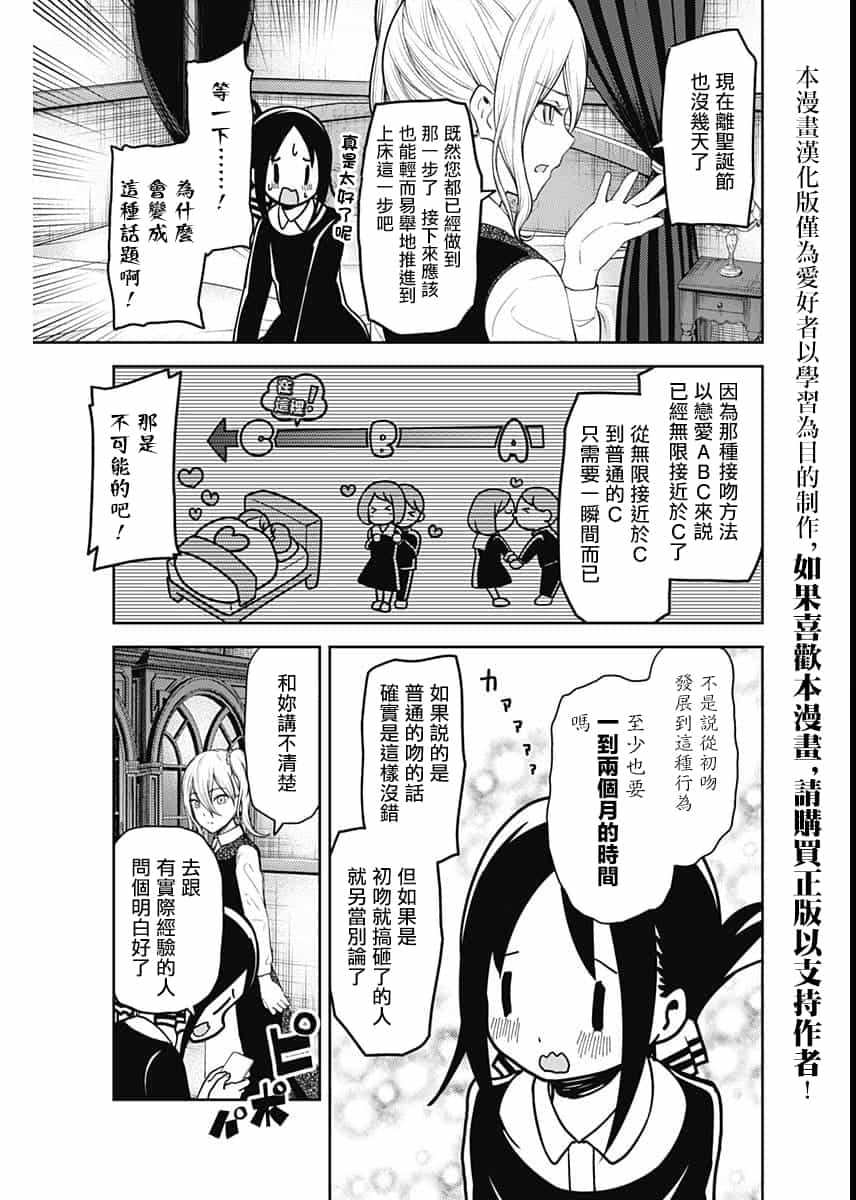 現在離聖誕節
也沒幾天了
既然您都已經做到
那一步了 接下來應該
也能輕而易舉地推進到
上床這一步吧
真是太好了呢
等一下……！
為什麼
會變成
這種話題啊！
因為那種接吻方法
以戀愛ABC來說
已經無限接近於C了
從無限接近於C
到普通的C
只需要一瞬間而已
A
B
C
在
這裡！
那是
不可能的吧！
不是說從初吻
發展到這種行為
至少也要
一到兩個月的時間
嗎
カァァァァ
如果說的是
普通的吻的話
確實是這樣沒錯
但如果是
初吻就搞砸了的人
就另當別論了
和妳講不清楚
去跟
有實際經驗的人
問個明白好了
ピ
ポ
パ
本漫畫漢化版僅為愛好者以學習為目的制作，如果喜歡本漫畫，請購買正版以支持作者！